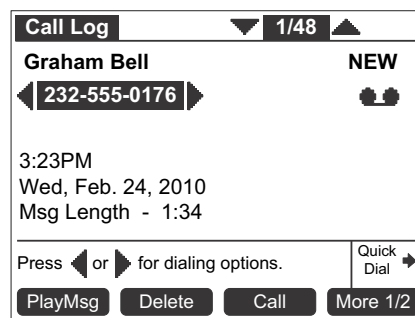 Call Log 1/48
Graham Bell NEW
232-555-0176
3:23PM
Wed, Feb. 24, 2010
Msg Length - 1:34
Press or for dialing options. Quick Dial
PlayMsg Delete Call More 1/2